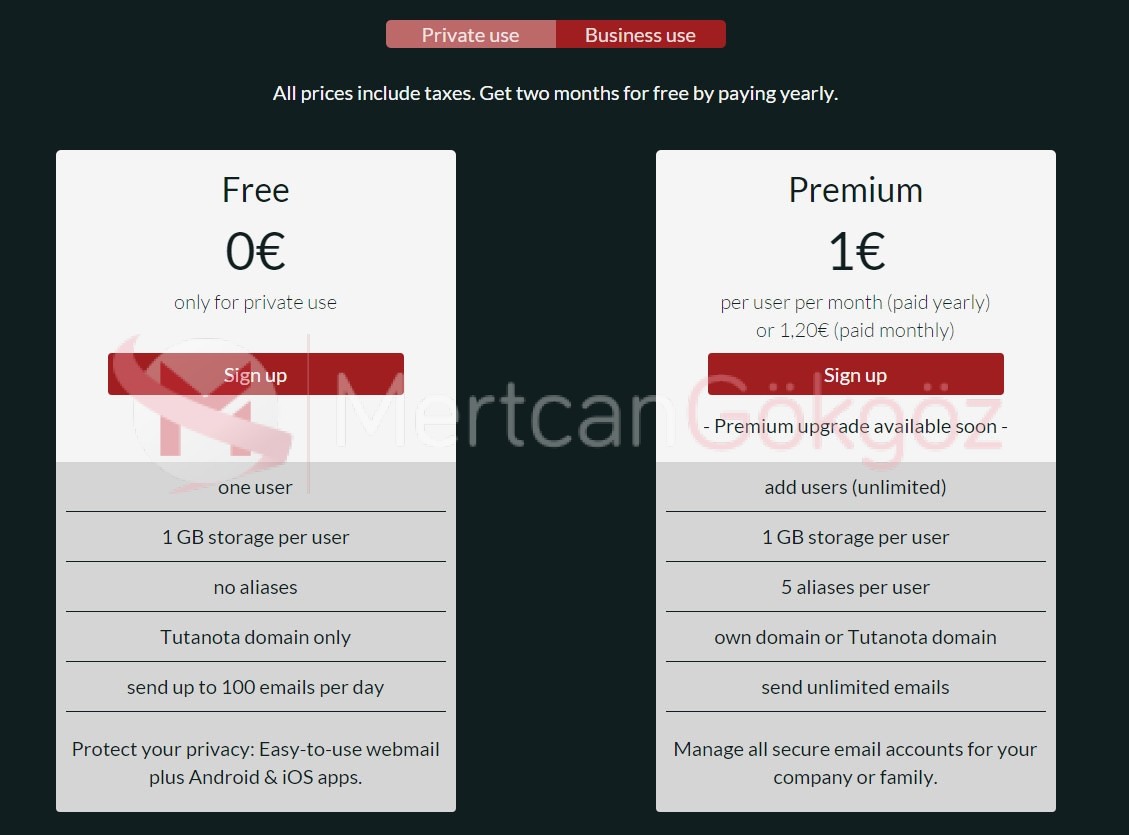 Private use
Business use
All prices include taxes. Get two months for free by paying yearly.
Free
0€
only for private use
Sign up
one user
1 GB storage per user
no aliases
Tutanota domain only
send up to 100 emails per day
Protect your privacy: Easy-to-use webmail
plus Android & iOS apps.
Premium
1€
per user per month (paid yearly)
or 1,20€ (paid monthly)
Sign up
- Premium upgrade available soon -
add users (unlimited)
1 GB storage per user
5 aliases per user
own domain or Tutanota domain
send unlimited emails
Manage all secure email accounts for your
company or family.
M MertcanGökgöz